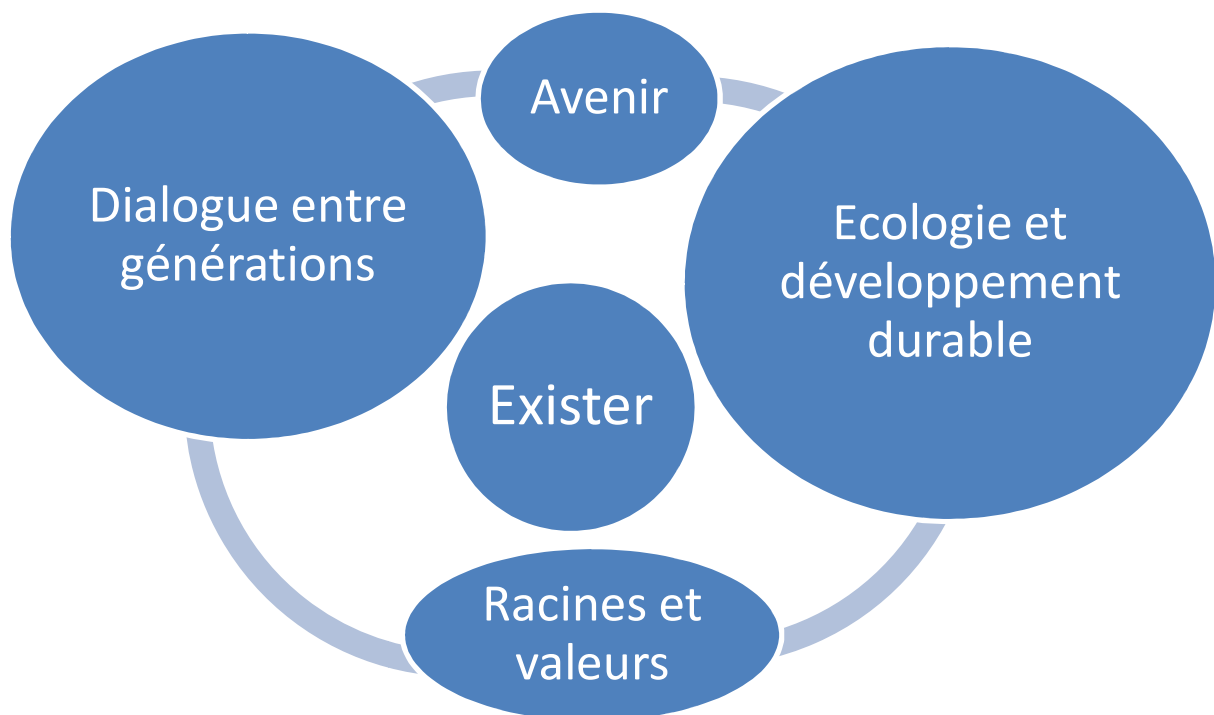 Avenir
Dialogue entre
générations
Ecologie et
développement
durable
Exister
Racines et
valeurs